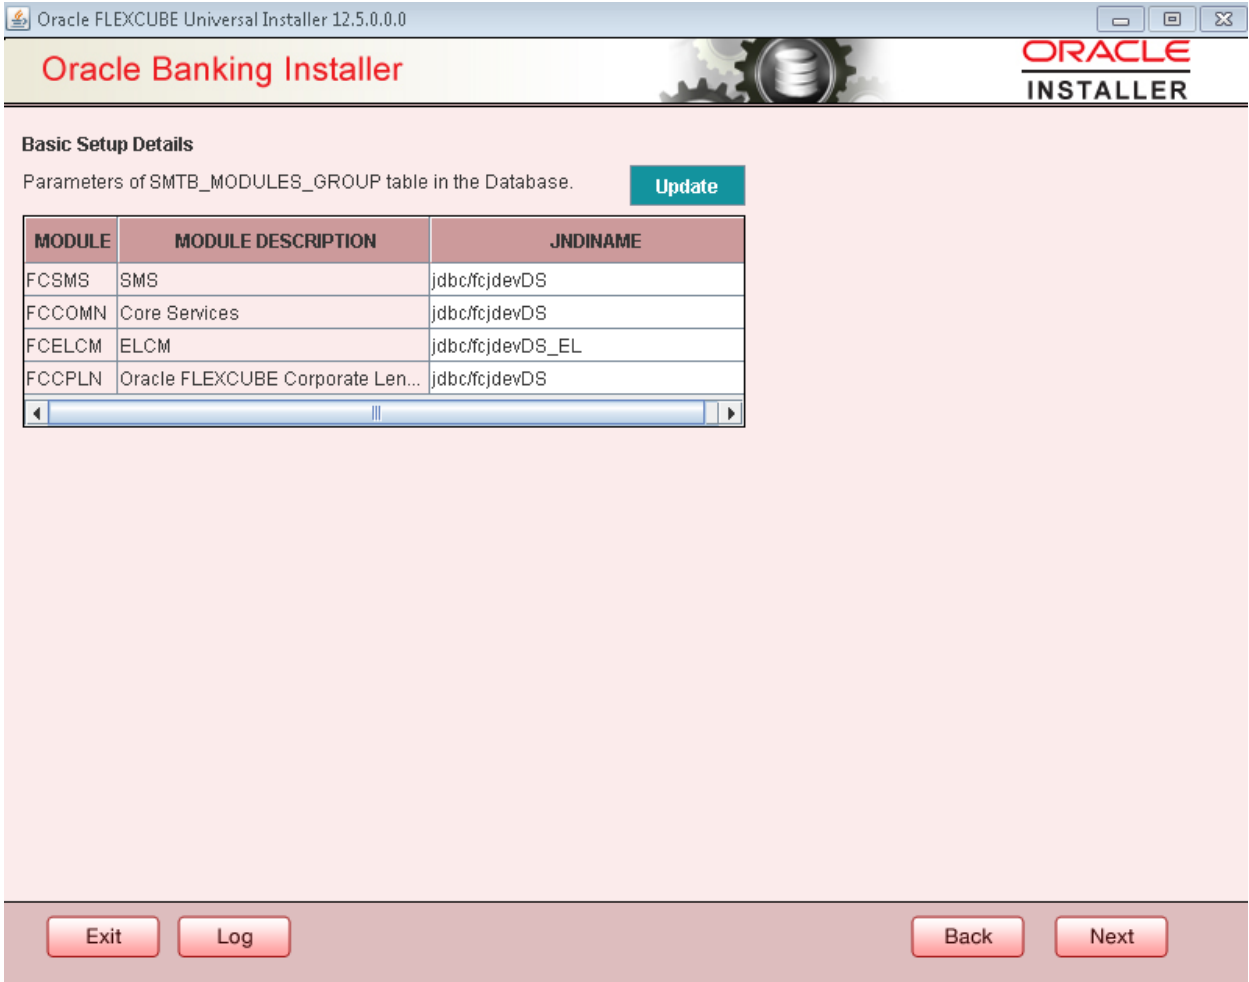 Oracle FLEXCUBE Universal Installer 12.5.0.0.0
Oracle Banking Installer
ORACLE
INSTALLER
Basic Setup Details
Parameters of SMTB_MODULES_GROUP table in the Database.
Update
MODULE MODULE DESCRIPTION JNDINAME
FCSMS SMS jdbc/fcjdevDS
FCCOMN Core Services jdbc/fcjdevDS
FCELCM ELCM jdbc/fcjdevDS_EL
FCCPLN Oracle FLEXCUBE Corporate Len... jdbc/fcjdevDS
Exit Log Back Next